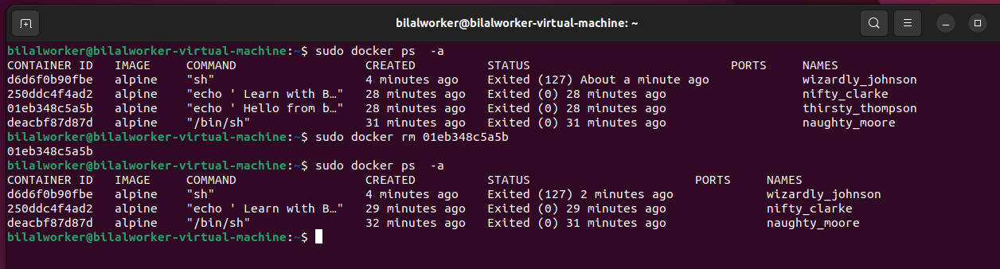 bilalworker@bilalworker-virtual-machine: ~
bilalworker@bilalworker-virtual-machine:~$ sudo docker ps  -a
CONTAINER ID   IMAGE     COMMAND                  CREATED          STATUS                            PORTS     NAMES
d6d6f0b90fbe   alpine    "sh"                     4 minutes ago    Exited (127) About a minute ago             wizardly_johnson
250ddc4f4ad2   alpine    "echo ' Learn with B…"   28 minutes ago   Exited (0) 28 minutes ago                   nifty_clarke
01eb348c5a5b   alpine    "echo ' Hello from b…"   28 minutes ago   Exited (0) 28 minutes ago                   thirsty_thompson
deacbf87d87d   alpine    "/bin/sh"                31 minutes ago   Exited (0) 31 minutes ago                   naughty_moore
bilalworker@bilalworker-virtual-machine:~$ sudo docker rm 01eb348c5a5b
01eb348c5a5b
bilalworker@bilalworker-virtual-machine:~$ sudo docker ps  -a
CONTAINER ID   IMAGE     COMMAND                  CREATED          STATUS                       PORTS     NAMES
d6d6f0b90fbe   alpine    "sh"                     4 minutes ago    Exited (127) 2 minutes ago             wizardly_johnson
250ddc4f4ad2   alpine    "echo ' Learn with B…"   29 minutes ago   Exited (0) 29 minutes ago              nifty_clarke
deacbf87d87d   alpine    "/bin/sh"                32 minutes ago   Exited (0) 31 minutes ago              naughty_moore
bilalworker@bilalworker-virtual-machine:~$